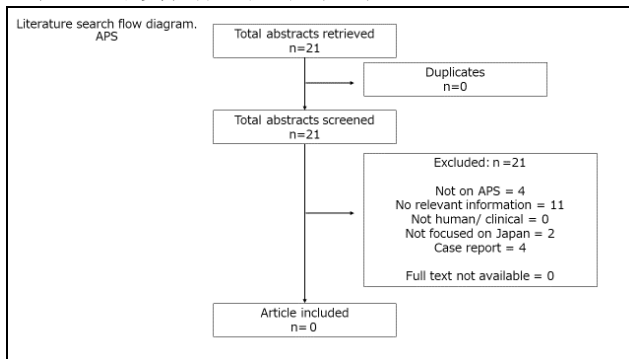 Literature search flow diagram.
APS
Total abstracts retrieved
n=21
Duplicates
n=0
Total abstracts screened
n=21
Excluded: n =21
Not on APS = 4
No relevant information = 11
Not human/ clinical = 0
Not focused on Japan = 2
Case report = 4
Full text not available = 0
Article included
n= 0